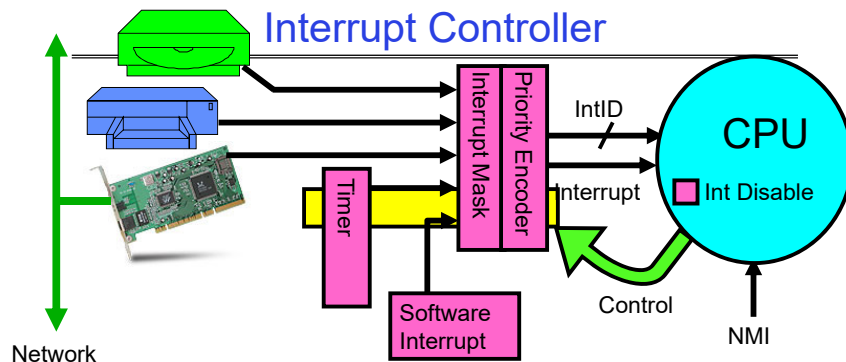 Interrupt Controller
Interrupt Mask
Priority Encoder
IntID
CPU
Interrupt
Int Disable
Timer
Software
Interrupt
Control
NMI
Network